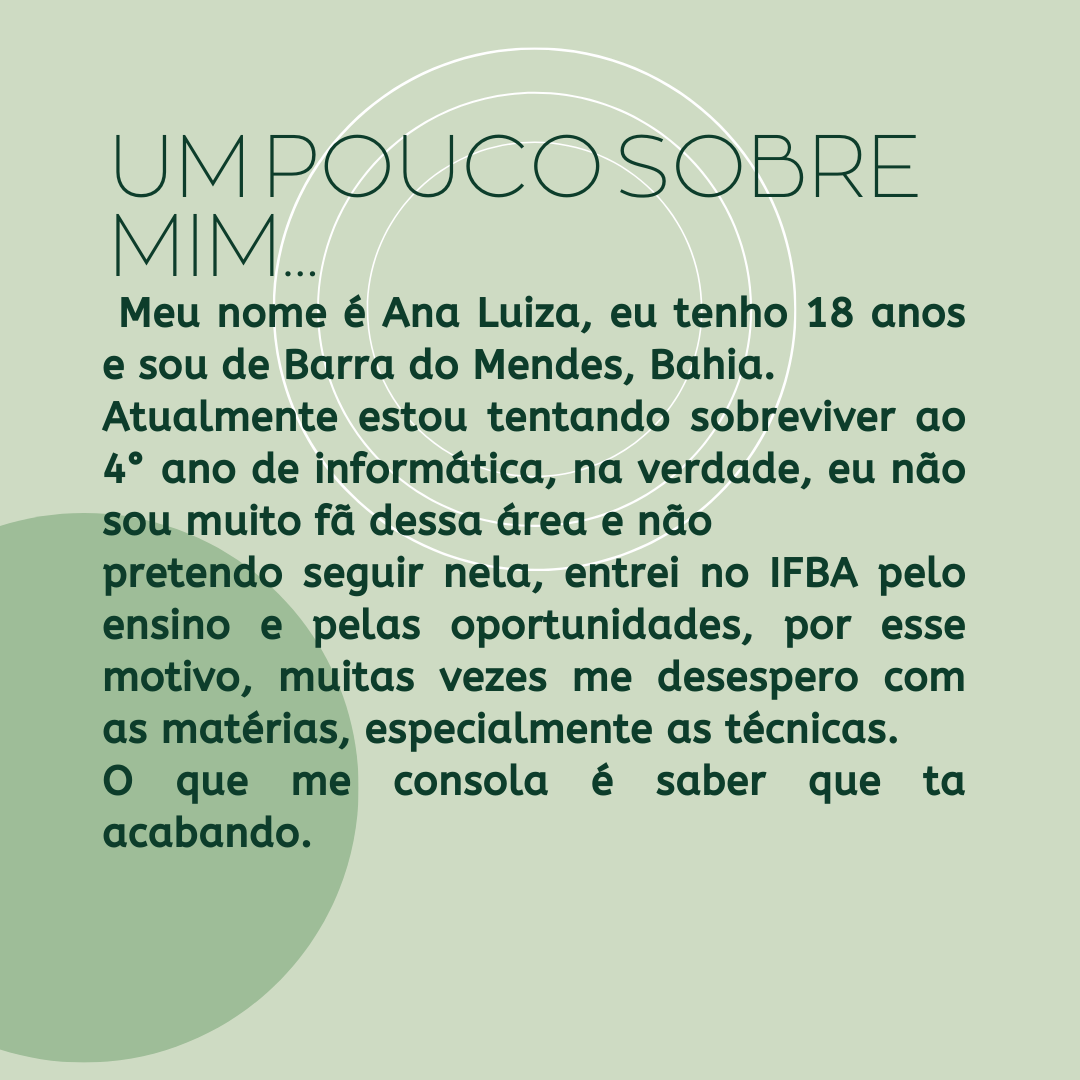 UM POUCO SOBRE
MIM...
Meu nome é Ana Luiza, eu tenho 18 anos
e sou de Barra do Mendes, Bahia.
Atualmente estou tentando sobreviver ao
4° ano de informática, na verdade, eu não
sou muito fã dessa área e não
pretendo seguir nela, entrei no IFBA pelo
ensino e pelas oportunidades, por esse
motivo, muitas vezes me desespero com
as matérias, especialmente as técnicas.
O que me consola é saber que ta
acabando.